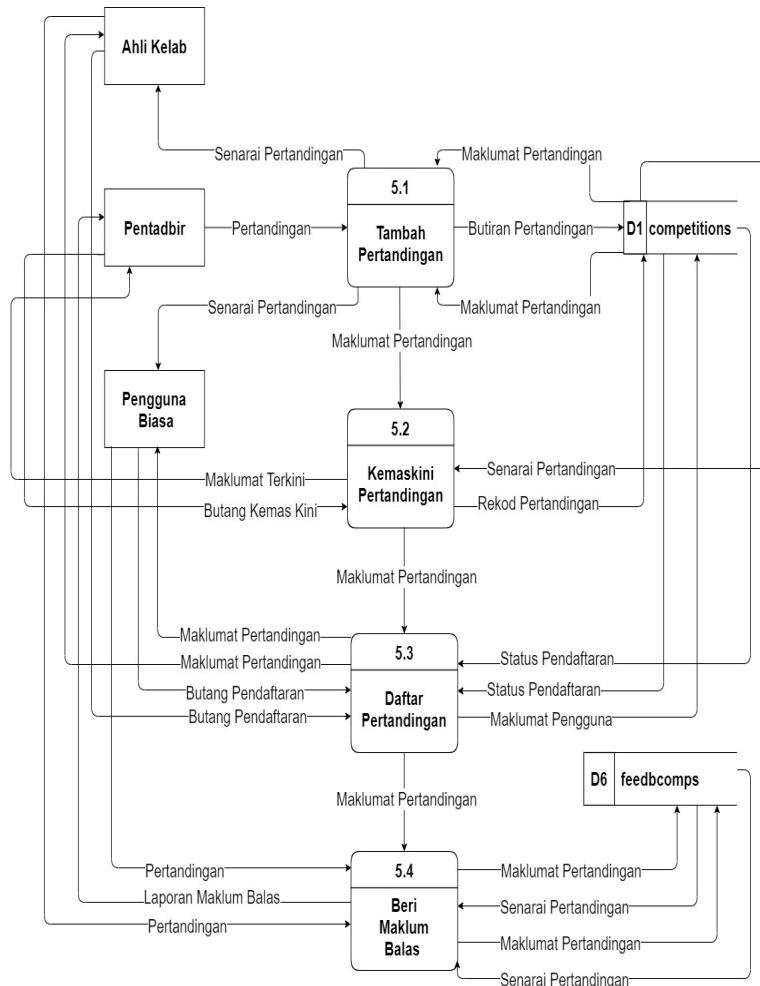 Ahli Kelab
Senarai Pertandingan
Maklumat Pertandingan
5.1
Pentadbir
Pertandingan
Tambah
Pertandingan
Butiran Pertandingan
D1 competitions
Senarai Pertandingan
Maklumat Pertandingan
Maklumat Pertandingan
Pengguna
Biasa
5.2
Kemaskini
Pertandingan
Senarai Pertandingan
Maklumat Terkini
Butang Kemas Kini
Rekod Pertandingan
Maklumat Pertandingan
Maklumat Pertandingan
5.3
Maklumat Pertandingan
Status Pendaftaran
Butang Pendaftaran
Daftar
Pertandingan
Status Pendaftaran
Butang Pendaftaran
Maklumat Pengguna
D6 feedbcomps
Maklumat Pertandingan
5.4
Pertandingan
Maklumat Pertandingan
Laporan Maklum Balas
Beri
Maklum
Balas
Senarai Pertandingan
Pertandingan
Maklumat Pertandingan
Senarai Pertandingan